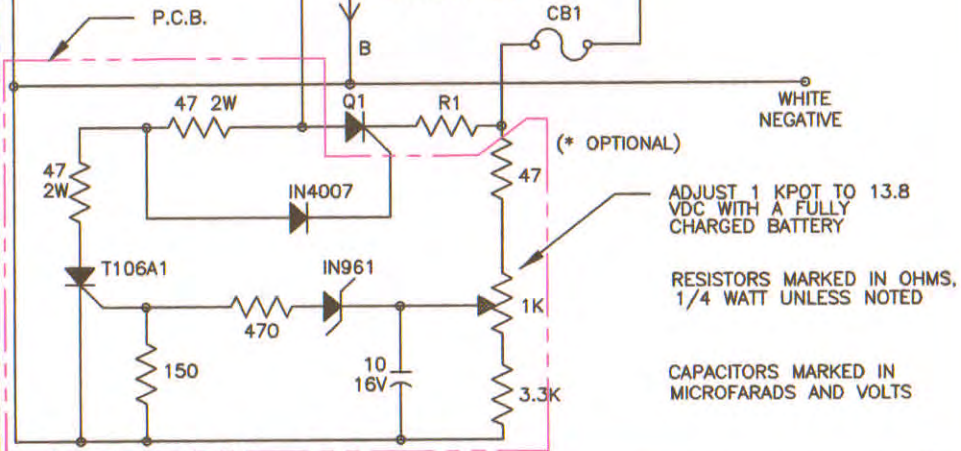 P.C.B.
CB1
B
47 2W
Q1
R1
WHITE
NEGATIVE
(* OPTIONAL)
47
2W
47
IN4007
ADJUST 1 KPOT TO 13.8
VDC WITH A FULLY
CHARGED BATTERY
T106A1
IN961
RESISTORS MARKED IN OHMS,
1/4 WATT UNLESS NOTED
470
1K
150
10
16V
3.3K
CAPACITORS MARKED IN
MICROFARADS AND VOLTS